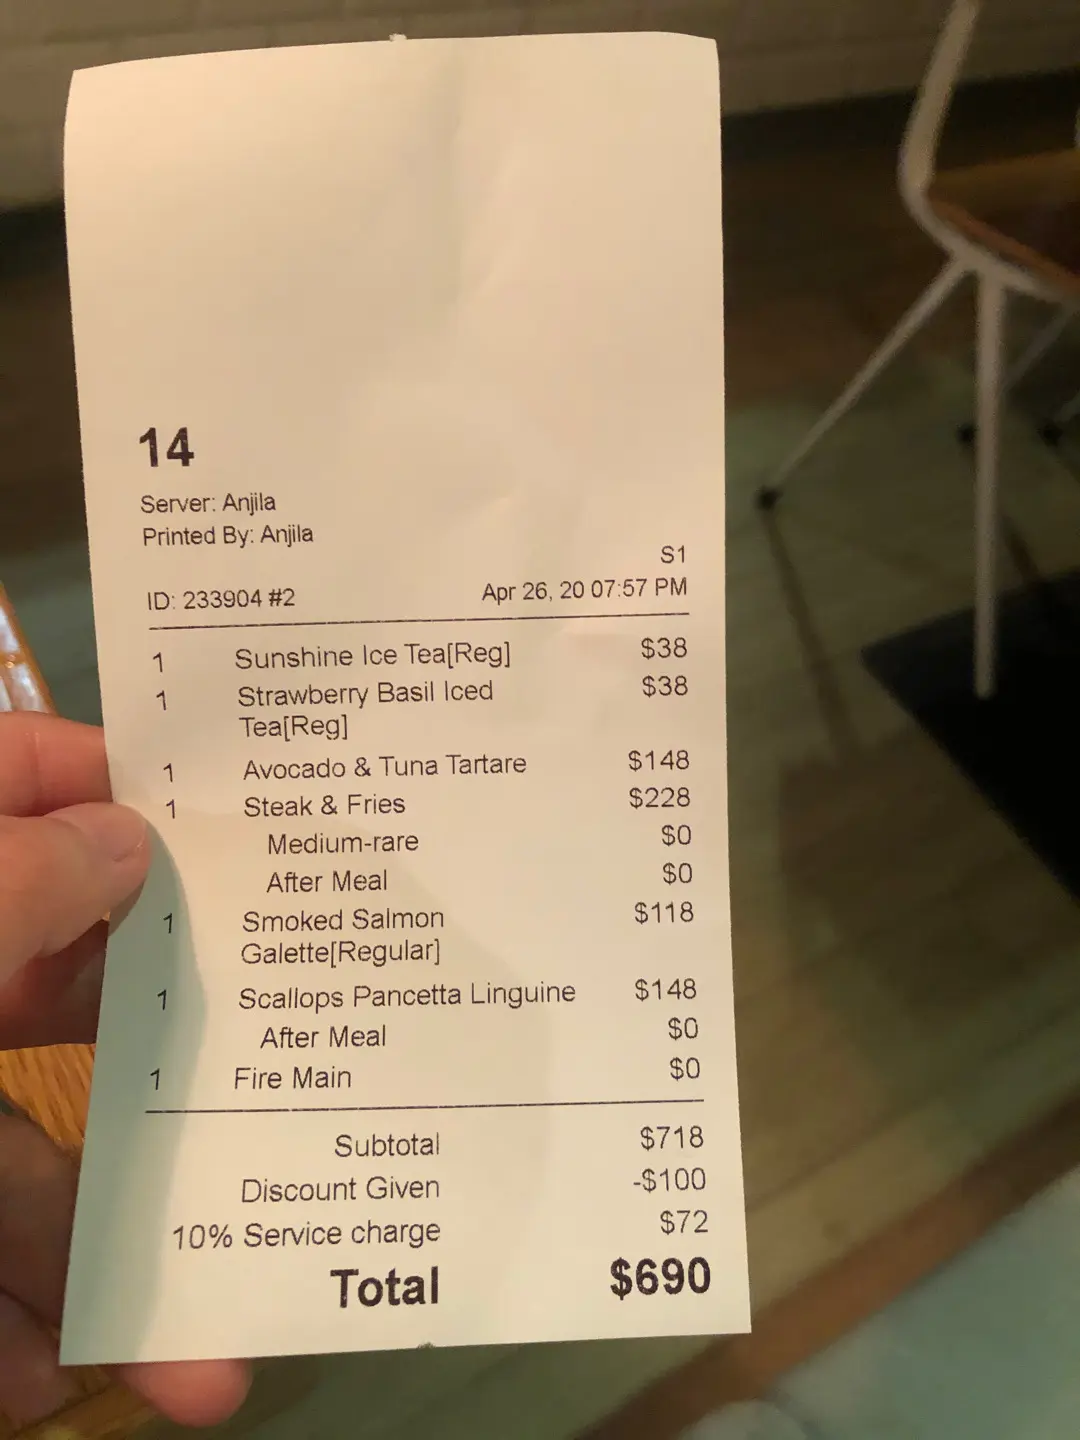 14
Server: Anjila
Printed By: Anjila
S1
ID: 233904 #2 Apr 26, 20 07:57 PM
1 Sunshine Ice Tea[Reg] $38
1 Strawberry Basil Iced $38
Tea[Reg]
1 Avocado & Tuna Tartare $148
1 Steak & Fries $228
Medium-rare $0
After Meal $0
1 Smoked Salmon $118
Galette[Regular]
1 Scallops Pancetta Linguine $148
After Meal $0
1 Fire Main $0
Subtotal $718
Discount Given -$100
10% Service charge $72
Total $690